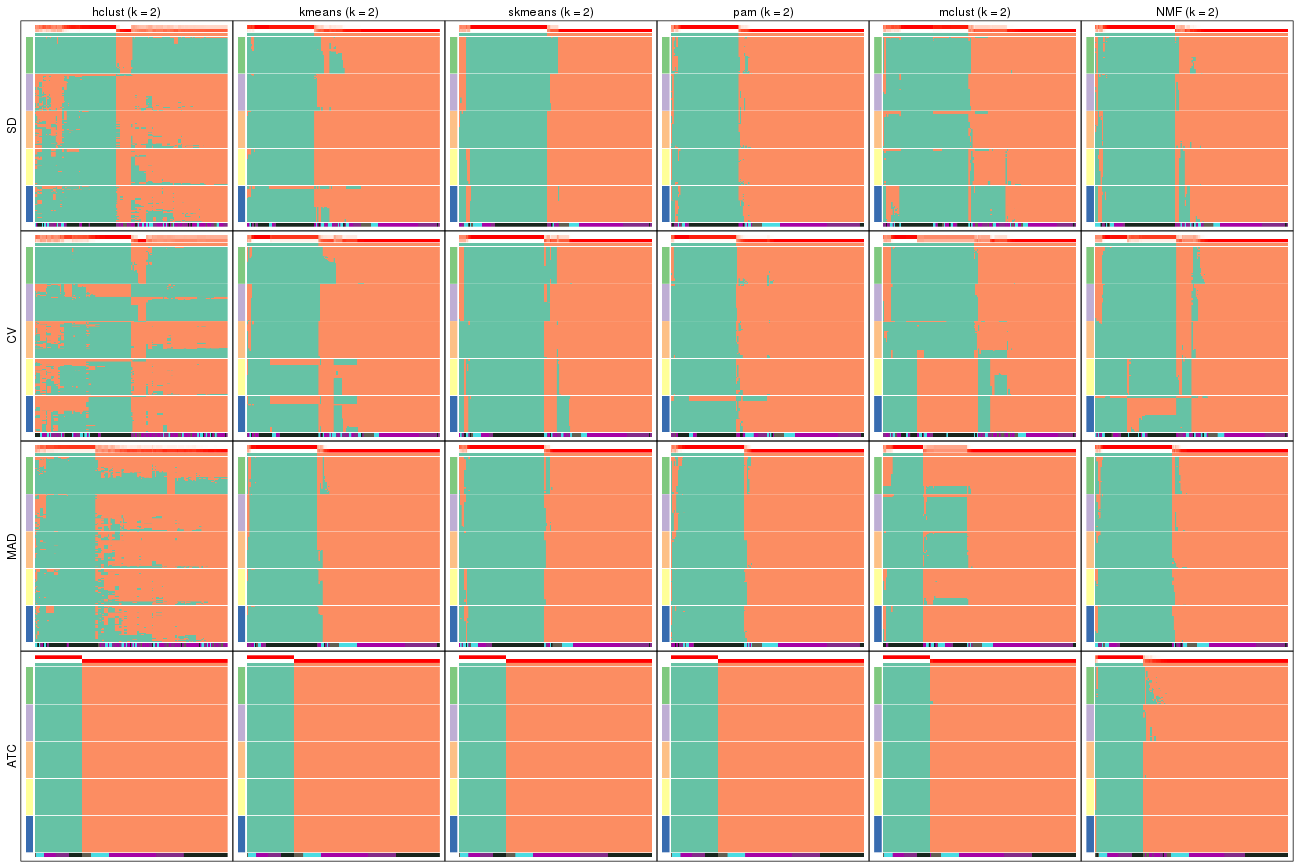 hclust (k = 2) kmeans (k = 2) skmeans (k = 2) pam (k = 2) mclust (k = 2) NMF (k = 2)
SD
CV
MAD
ATC